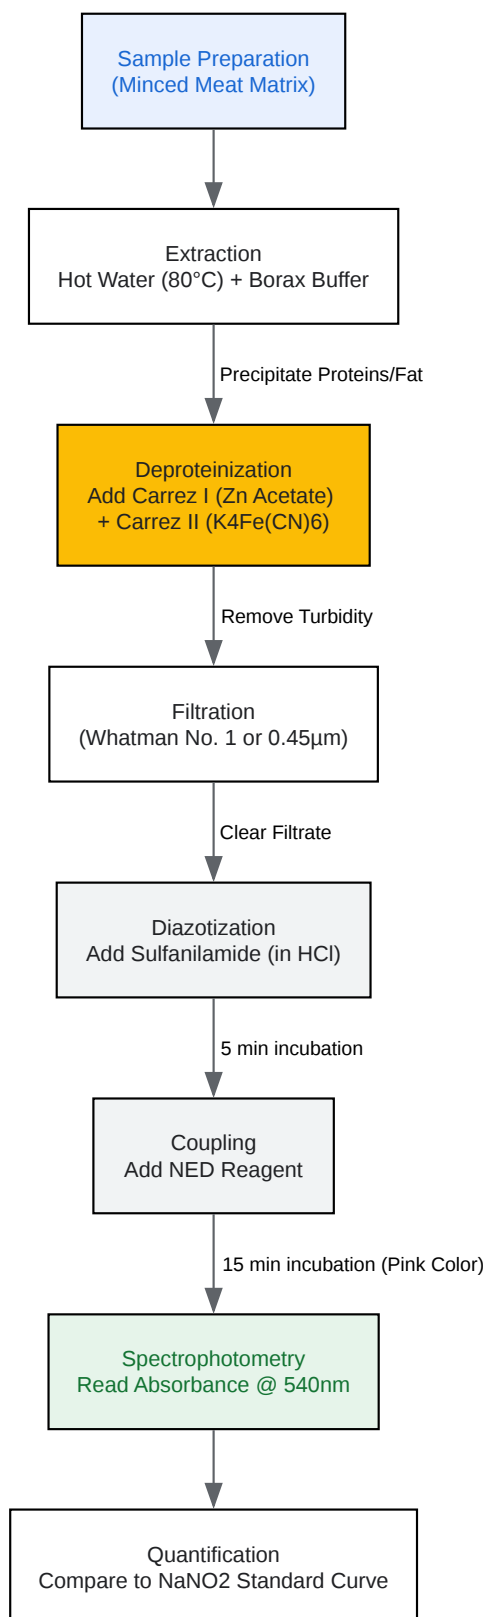 Sample Preparation
(Minced Meat Matrix)
Extraction
Hot Water (80°C) + Borax Buffer
Precipitate Proteins/Fat
Deproteinization
Add Carrez I (Zn Acetate)
+ Carrez II (K4Fe(CN)6)
Remove Turbidity
Filtration
(Whatman No. 1 or 0.45µm)
Clear Filtrate
Diazotization
Add Sulfanilamide (in HCl)
5 min incubation
Coupling
Add NED Reagent
15 min incubation (Pink Color)
Spectrophotometry
Read Absorbance @ 540nm
Quantification
Compare to NaNO2 Standard Curve